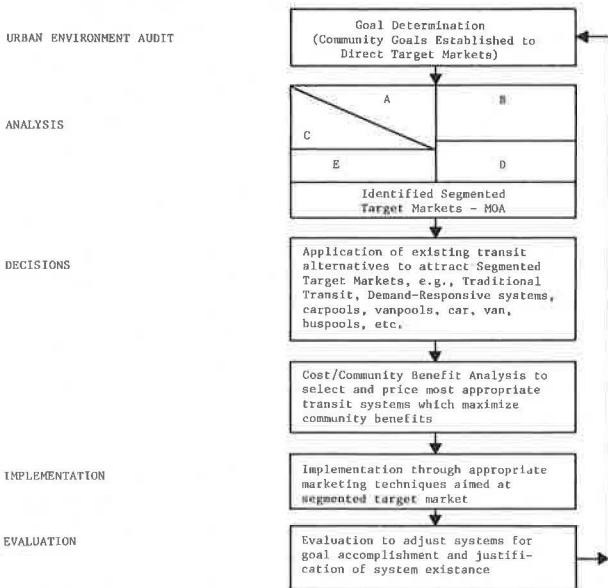 URBAN ENVIRONMENT AUDIT
Goal Determination
(Community Goals Established to
Direct Target Markets)
ANALYSIS
A
B
C
E
D
Identified Segmented
Target Markets - MOA
DECISIONS
Application of existing transit
alternatives to attract Segmented
Target Markets, e.g., Traditional
Transit, Demand-Responsive systems,
carpools, vanpools, car, van,
buspools, etc.
Cost/Community Benefit Analysis to
select and price most appropriate
transit systems which maximize
community benefits
IMPLEMENTATION
Implementation through appropriate
marketing techniques aimed at
segmented target market
EVALUATION
Evaluation to adjust systems for
goal accomplishment and justifi-
cation of system existance